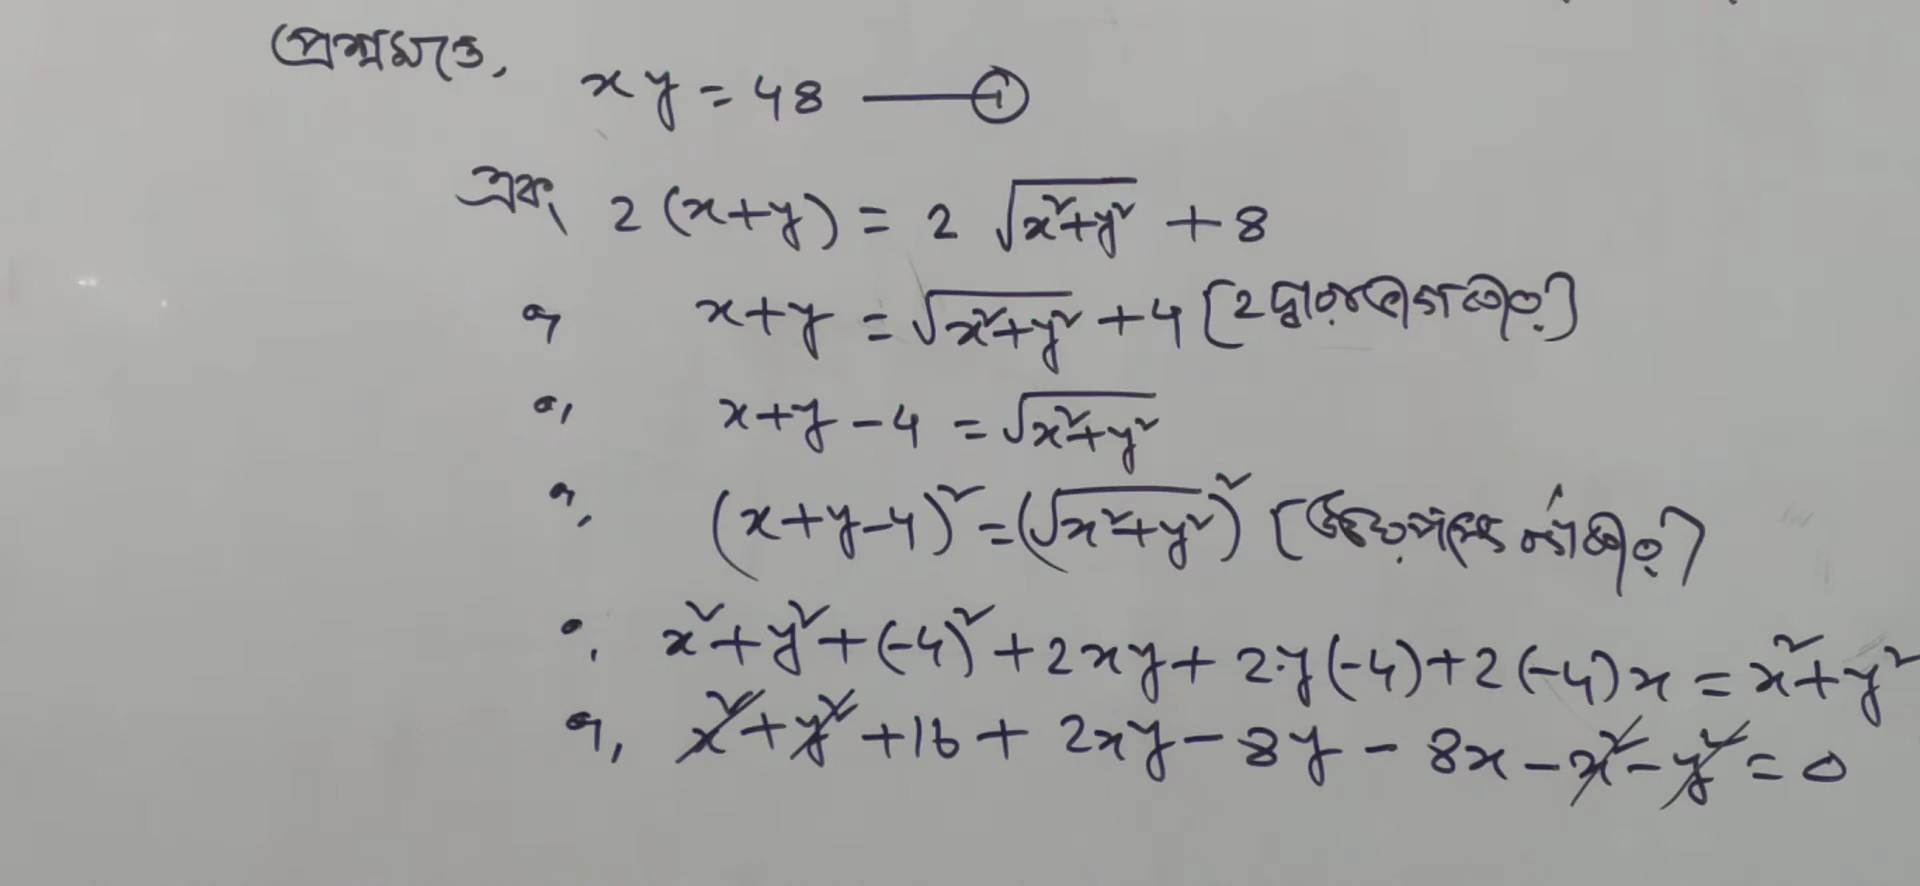 প্রশ্নমতে,
xy = 48 —— ①
এবং 2(x+y) = 2√(x²+y²) + 8
বা, x+y = √(x²+y²) + 4 [2 দ্বারা ভাগ করে]
বা, x+y-4 = √(x²+y²)
বা, (x+y-4)² = (√(x²+y²))² [উভয়পক্ষে বর্গ করে]
বা, x²+y²+(-4)²+2xy+2·y(-4)+2(-4)x = x²+y²
বা, x²+y²+16+2xy-8y-8x-x²-y² = 0